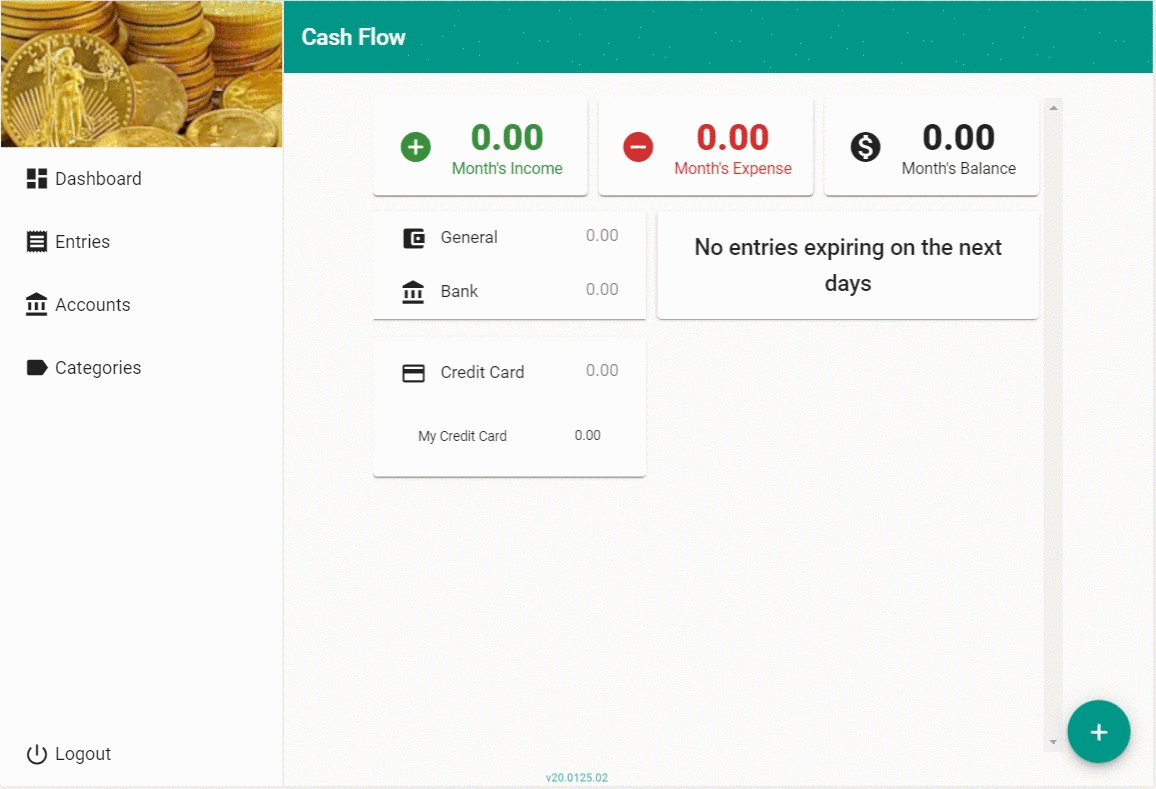 LIBERTY
Cash Flow
Dashboard
Entries
Accounts
Categories
Logout
0.00
Month's Income
0.00
Month's Expense
0.00
Month's Balance
General 0.00
Bank 0.00
No entries expiring on the next
days
Credit Card 0.00
My Credit Card 0.00
v20.0125.02